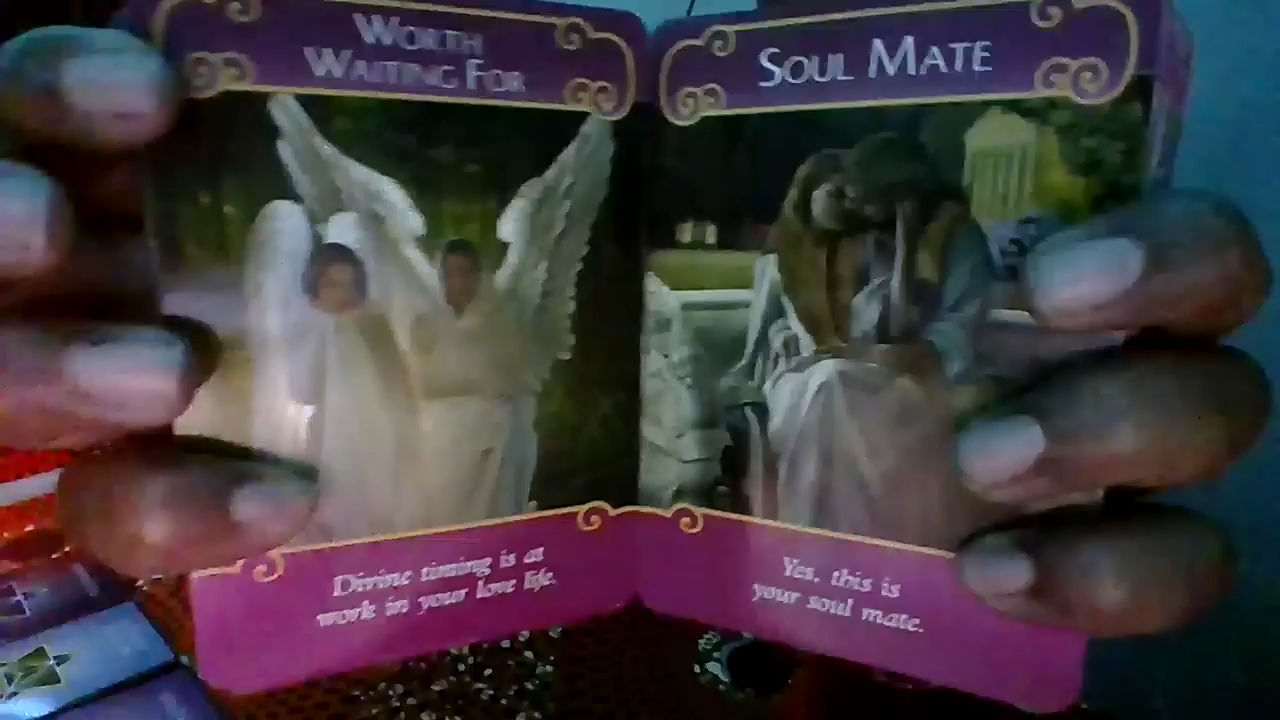 WORTH
WAITING FOR
SOUL MATE
Divine timing is at
work in your love life.
Yes, this is
your soul mate.